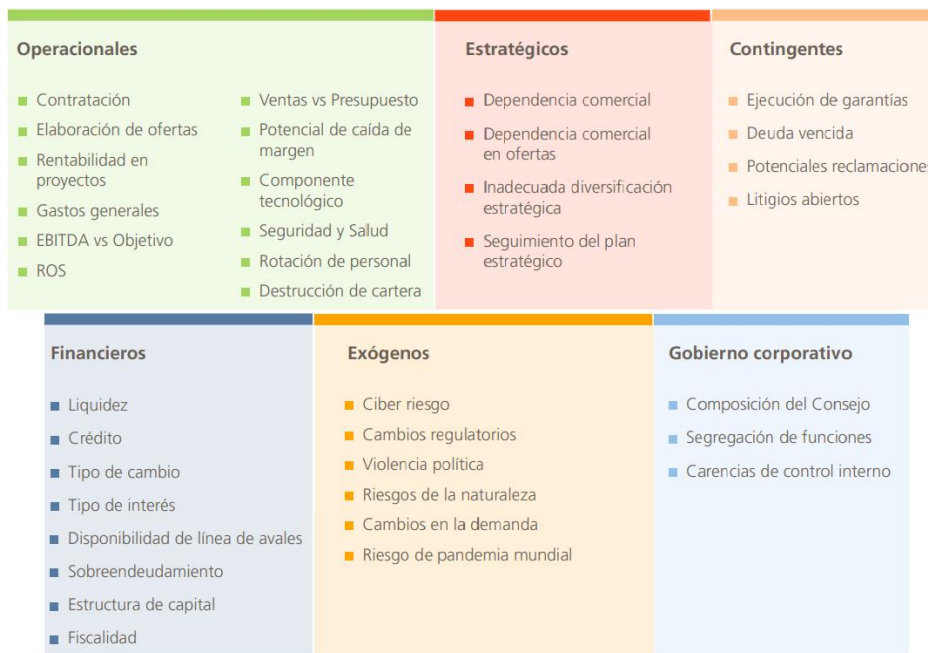 Operacionales
Contratación
Elaboración de ofertas
Rentabilidad en
proyectos
Gastos generales
EBITDA vs Objetivo
ROS
Ventas vs Presupuesto
Potencial de caída de
margen
Componente
tecnológico
Seguridad y Salud
Rotación de personal
Destrucción de cartera
Estratégicos
Dependencia comercial
Dependencia comercial
en ofertas
Inadecuada diversificación
estratégica
Seguimiento del plan
estratégico
Contingentes
Ejecución de garantías
Deuda vencida
Potenciales reclamaciones
Litigios abiertos
Financieros
Liquidez
Crédito
Tipo de cambio
Tipo de interés
Disponibilidad de línea de avales
Sobreendeudamiento
Estructura de capital
Fiscalidad
Exógenos
Ciber riesgo
Cambios regulatorios
Violencia política
Riesgos de la naturaleza
Cambios en la demanda
Riesgo de pandemia mundial
Gobierno corporativo
Composición del Consejo
Segregación de funciones
Carencias de control interno